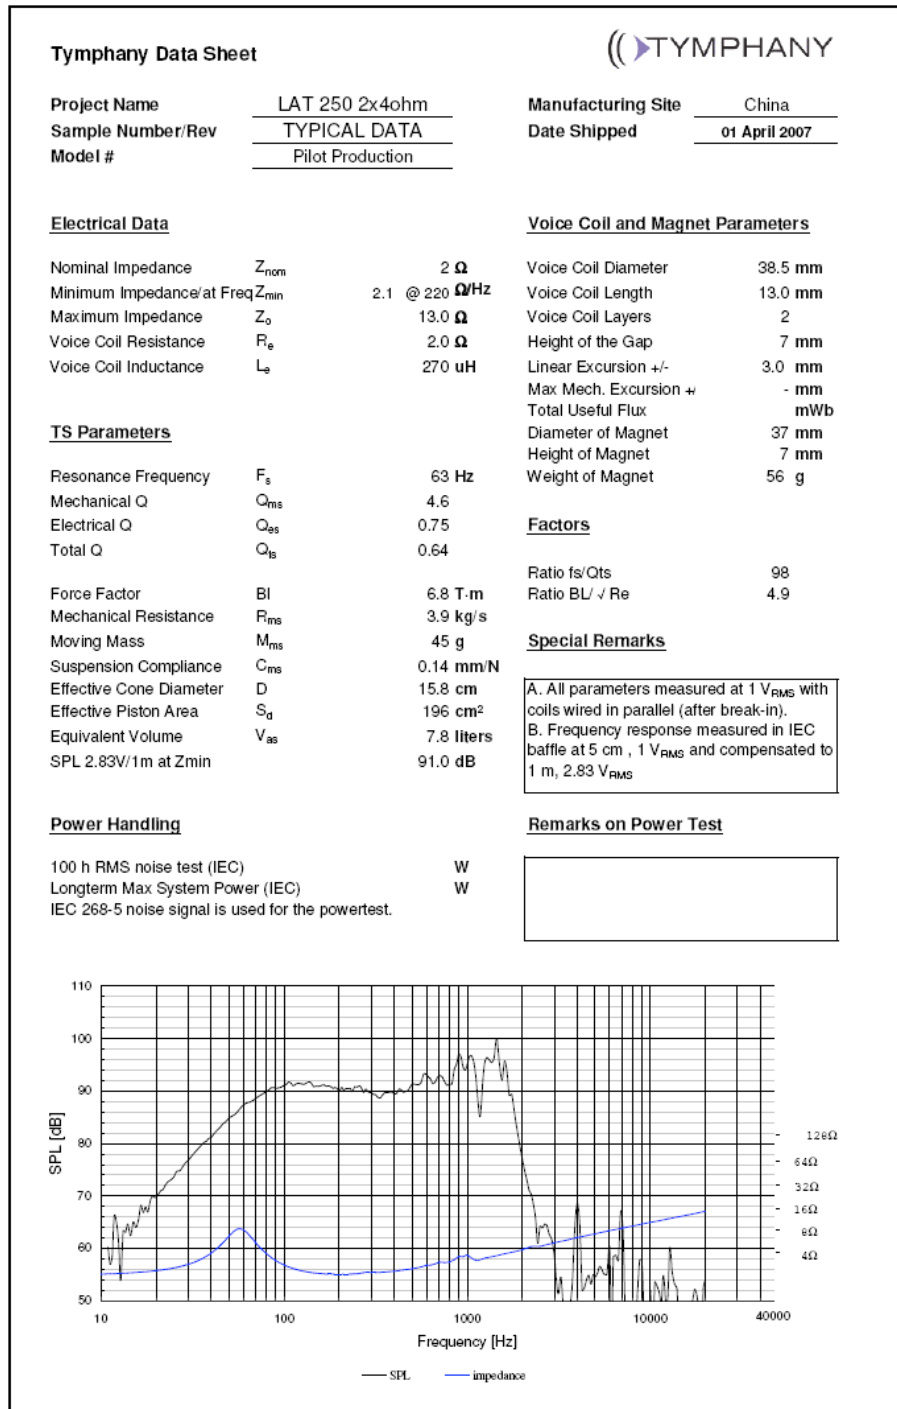 Tymphany Data Sheet
TYMPHANY
Project Name LAT 250 2x4ohm
Sample Number/Rev TYPICAL DATA
Model # Pilot Production
Manufacturing Site China
Date Shipped 01 April 2007
Electrical Data
Nominal Impedance Znom 2 Ω
Minimum Impedance/at Freq Zmin 2.1 @ 220 Ω/Hz
Maximum Impedance Zo 13.0 Ω
Voice Coil Resistance Re 2.0 Ω
Voice Coil Inductance Le 270 uH
TS Parameters
Resonance Frequency Fs 63 Hz
Mechanical Q Qms 4.6
Electrical Q Qes 0.75
Total Q Qts 0.64
Force Factor Bl 6.8 T·m
Mechanical Resistance Rms 3.9 kg/s
Moving Mass Mms 45 g
Suspension Compliance Cms 0.14 mm/N
Effective Cone Diameter D 15.8 cm
Effective Piston Area Sd 196 cm²
Equivalent Volume Vas 7.8 liters
SPL 2.83V/1m at Zmin 91.0 dB
Power Handling
100 h RMS noise test (IEC) W
Longterm Max System Power (IEC) W
IEC 268-5 noise signal is used for the powertest.
Voice Coil and Magnet Parameters
Voice Coil Diameter 38.5 mm
Voice Coil Length 13.0 mm
Voice Coil Layers 2
Height of the Gap 7 mm
Linear Excursion +/- 3.0 mm
Max Mech. Excursion +/ - mm
Total Useful Flux mWb
Diameter of Magnet 37 mm
Height of Magnet 7 mm
Weight of Magnet 56 g
Factors
Ratio fs/Qts 98
Ratio BL/ √ Re 4.9
Special Remarks
A. All parameters measured at 1 VRMS with
coils wired in parallel (after break-in).
B. Frequency response measured in IEC
baffle at 5 cm , 1 VRMS and compensated to
1 m, 2.83 VRMS
Remarks on Power Test
SPL [dB]
110
100
90
80
70
60
50
128Ω
64Ω
32Ω
16Ω
8Ω
4Ω
10 100 1000 10000 40000
Frequency [Hz]
SPL impedance